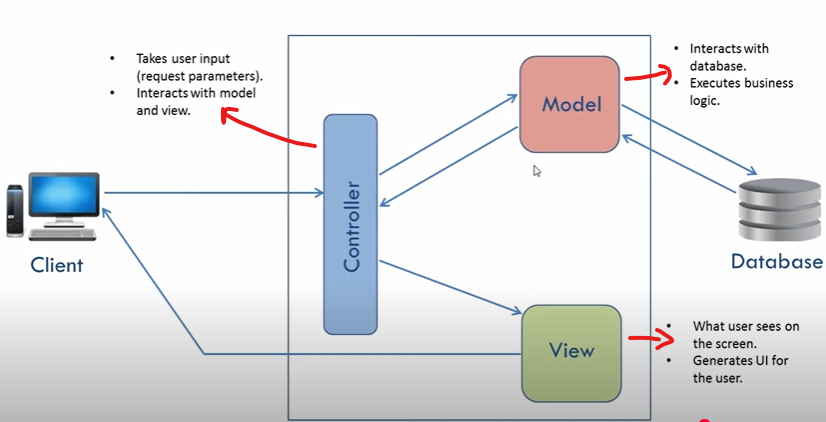 • Takes user input
(request parameters).
• Interacts with model
and view.
Model
• Interacts with
database.
• Executes business
logic.
Controller
Client
Database
View
• What user sees on
the screen.
• Generates UI for
the user.